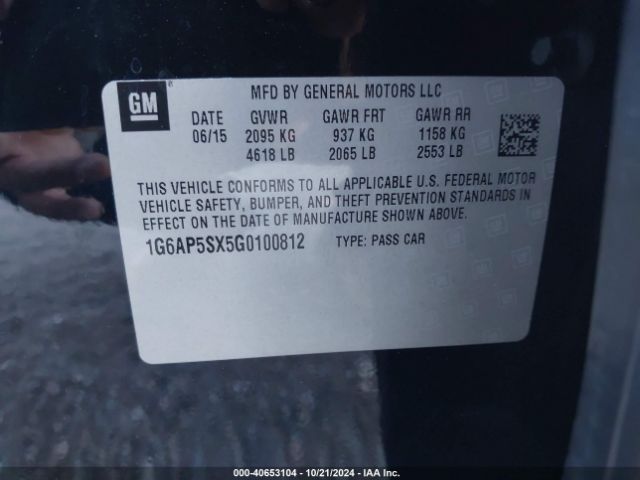 GM
®
MFD BY GENERAL MOTORS LLC
DATE GVWR GAWR FRT GAWR RR
06/15 2095 KG 937 KG 1158 KG
4618 LB 2065 LB 2553 LB
THIS VEHICLE CONFORMS TO ALL APPLICABLE U.S. FEDERAL MOTOR
VEHICLE SAFETY, BUMPER, AND THEFT PREVENTION STANDARDS IN
EFFECT ON THE DATE OF MANUFACTURE SHOWN ABOVE.
1G6AP5SX5G0100812 TYPE: PASS CAR
000-40653104 - 10/21/2024 - IAA Inc.